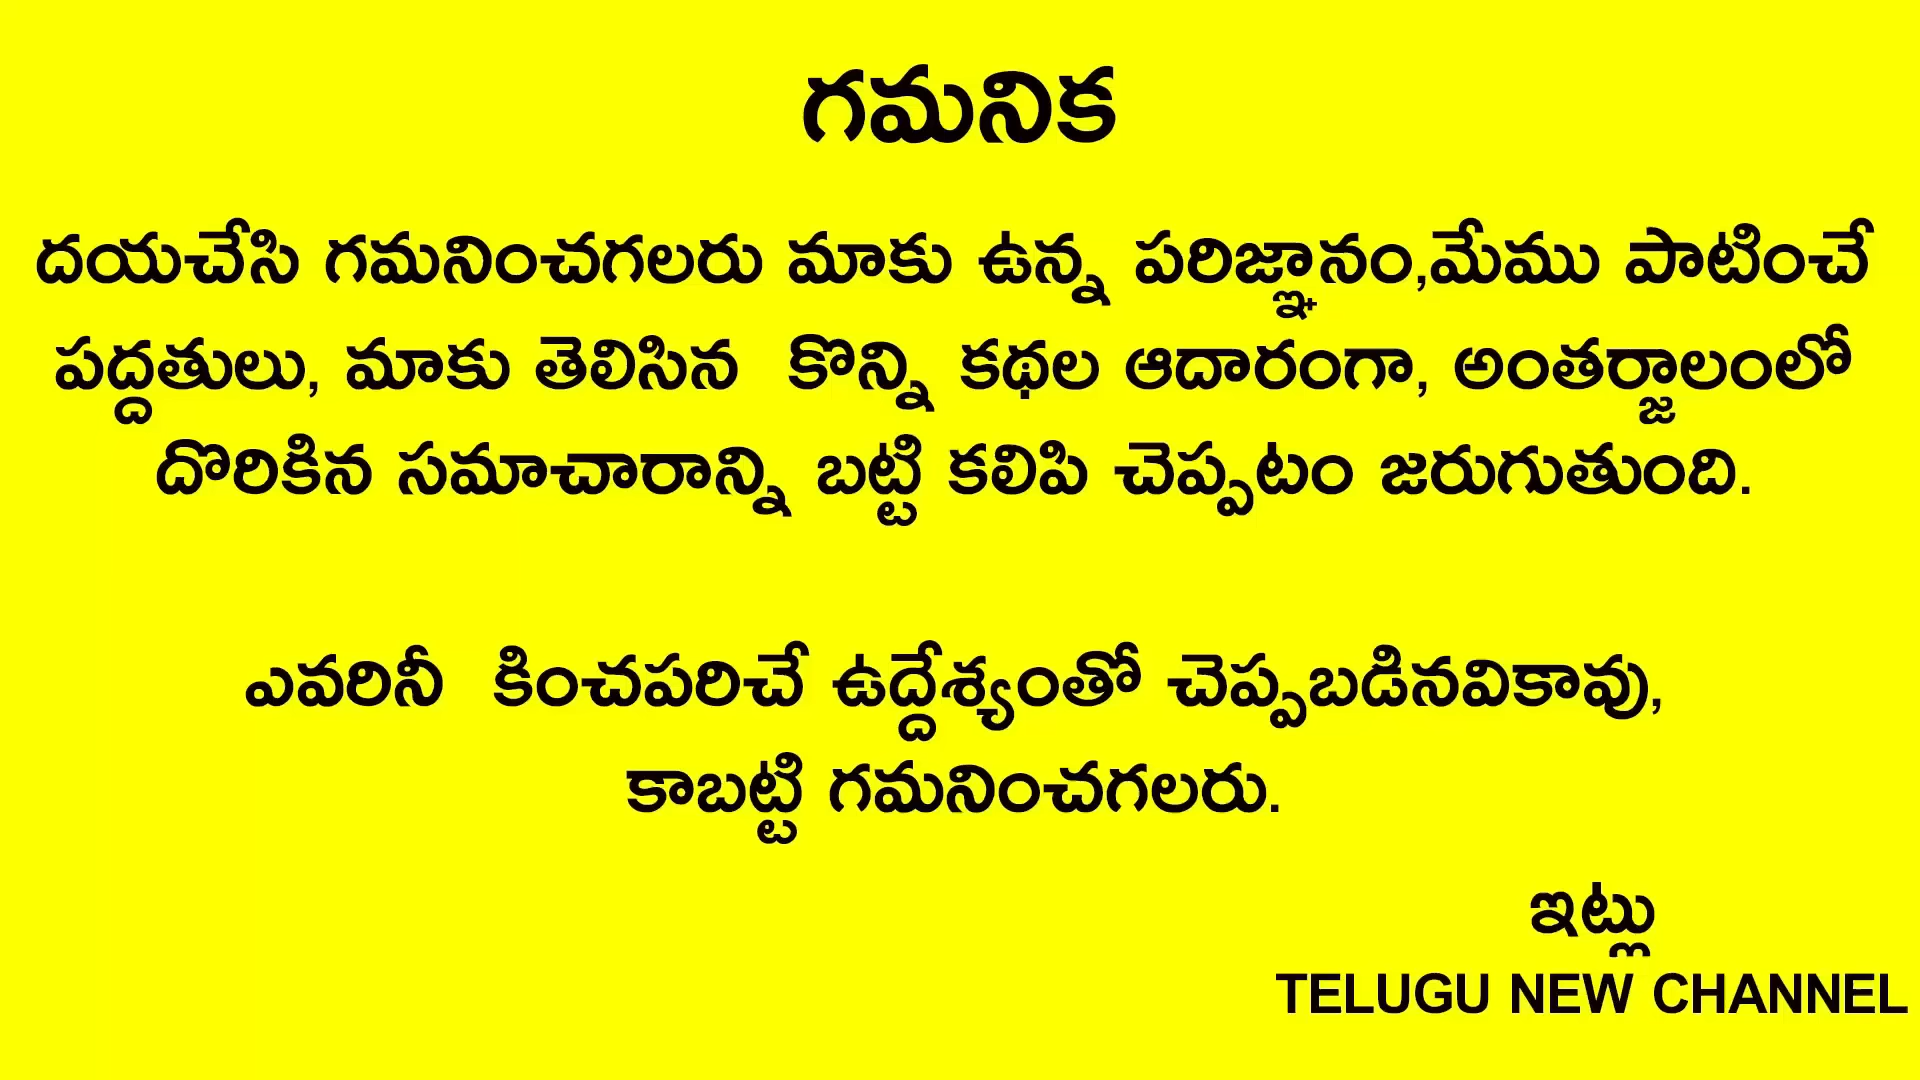 గమనిక
దయచేసి గమనించగలరు మాకు ఉన్న పరిజ్ఞానం,మేము పాటించే
పద్దతులు, మాకు తెలిసిన కొన్ని కథల ఆదారంగా, అంతర్జాలంలో
దొరికిన సమాచారాన్ని బట్టి కలిపి చెప్పటం జరుగుతుంది.
ఎవరినీ కించపరిచే ఉద్దేశ్యంతో చెప్పబడినవికావు,
కాబట్టి గమనించగలరు.
ఇట్లు
TELUGU NEW CHANNEL